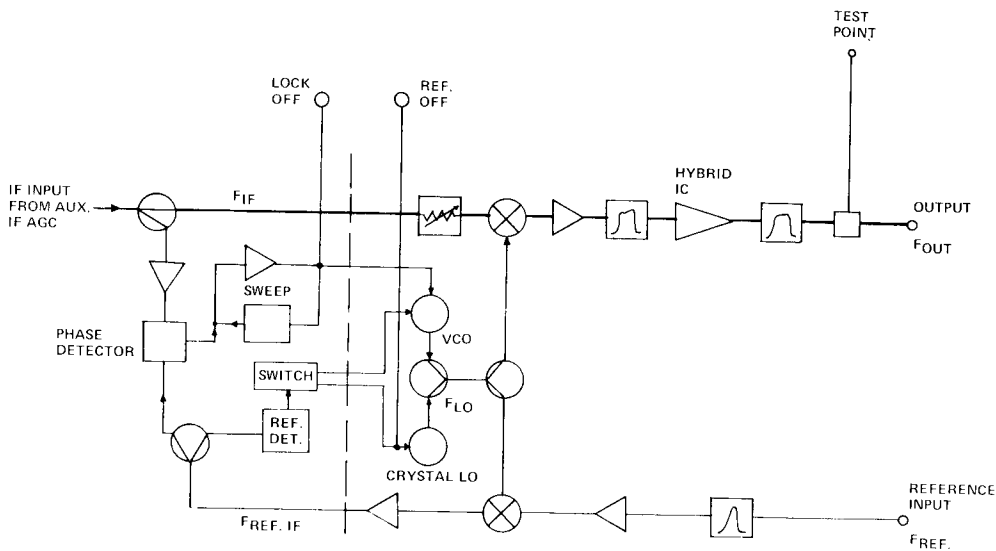 TEST
POINT
LOCK
OFF
REF.
OFF
HYBRID
IC
IF INPUT
FROM AUX.
IF AGC
FIF
OUTPUT
FOUT
SWEEP
PHASE
DETECTOR
VCO
SWITCH
FLO
REF.
DET.
CRYSTAL LO
REFERENCE
INPUT
FREF. IF
FREF.